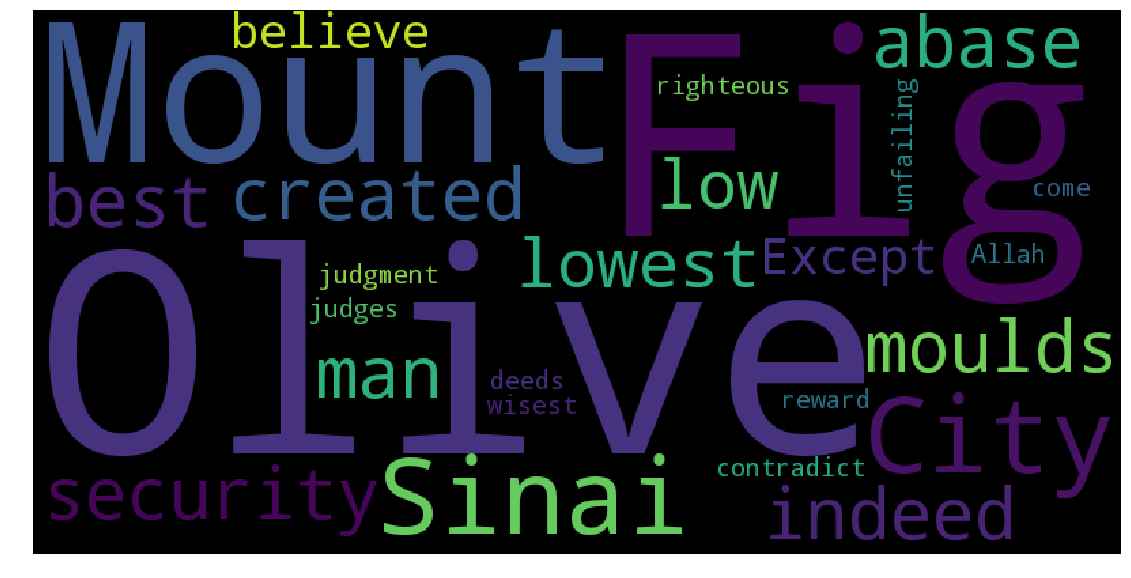 believe
Mount
Fig
abase
righteous
unfailing
best
created
low
come
lowest
Except
Allah
Olive
judgment
judges
man
moulds
deeds
wisest
reward
City
security
Sinai
contradict
indeed